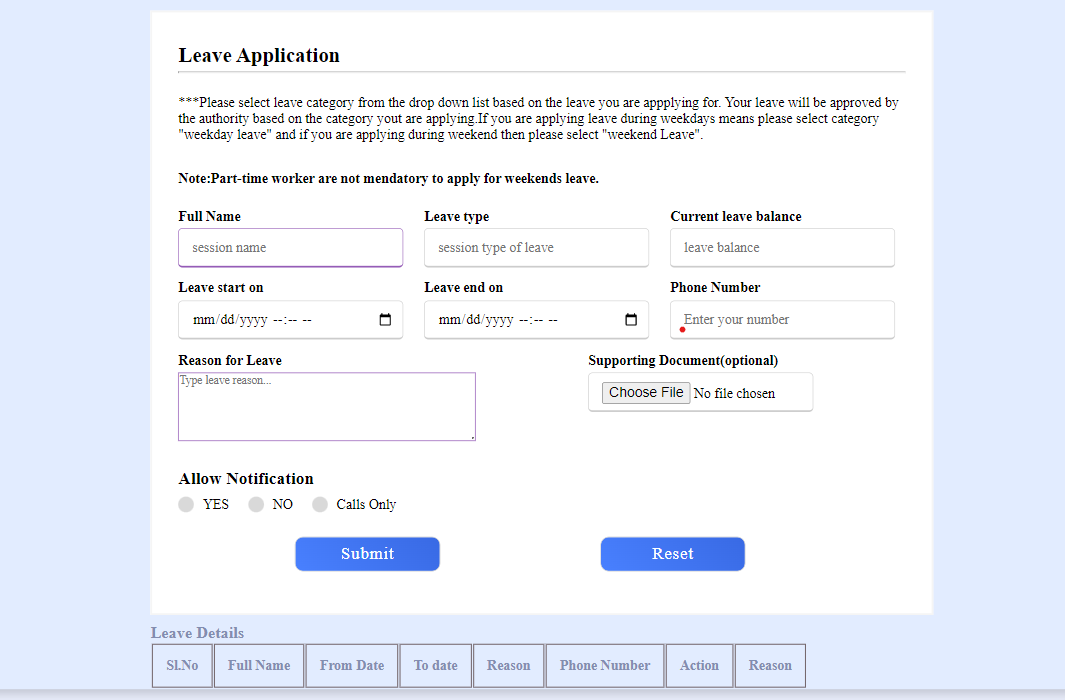 Leave Application
***Please select leave category from the drop down list based on the leave you are appplying for. Your leave will be approved by
the authority based on the category yout are applying.If you are applying leave during weekdays means please select category
"weekday leave" and if you are applying during weekend then please select "weekend Leave".
Note:Part-time worker are not mendatory to apply for weekends leave.
Full Name Leave type Current leave balance
session name session type of leave leave balance
Leave start on Leave end on Phone Number
mm/dd/yyyy --:-- -- mm/dd/yyyy --:-- -- Enter your number
Reason for Leave Supporting Document(optional)
Type leave reason...
Choose File No file chosen
Allow Notification
YES NO Calls Only
Submit Reset
Leave Details
Sl.No Full Name From Date To date Reason Phone Number Action Reason